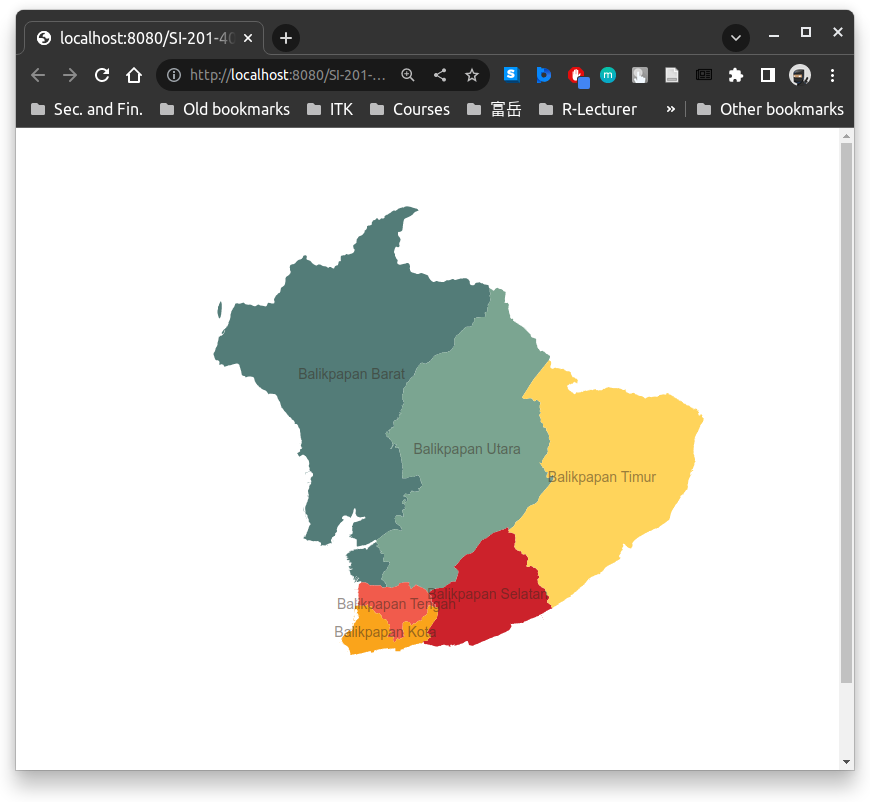 localhost:8080/SI-201-40
http://localhost:8080/SI-201-...
Sec. and Fin. Old bookmarks ITK Courses 富岳 R-Lecturer » Other bookmarks
Balikpapan Barat
Balikpapan Utara
Balikpapan Timur
Balikpapan Selatan
Balikpapan Tengah
Balikpapan Kota